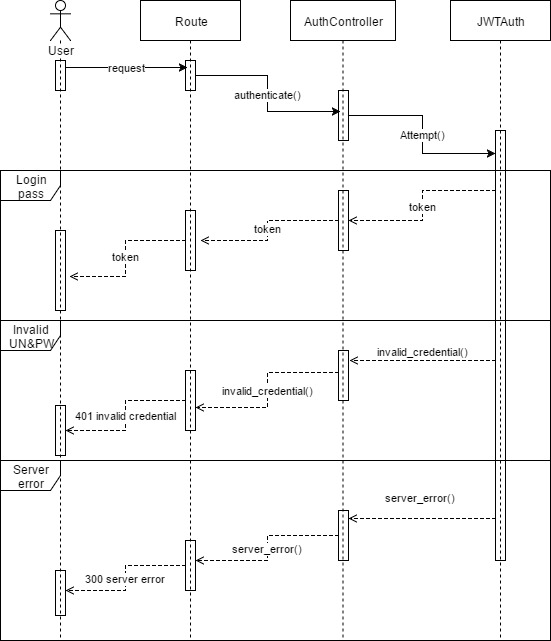 User
Route
AuthController
JWTAuth
request
authenticate()
Attempt()
Login
pass
token
token
token
Invalid
UN&PW
invalid_credential()
invalid_credential()
401 invalid credential
Server
error
server_error()
server_error()
300 server error